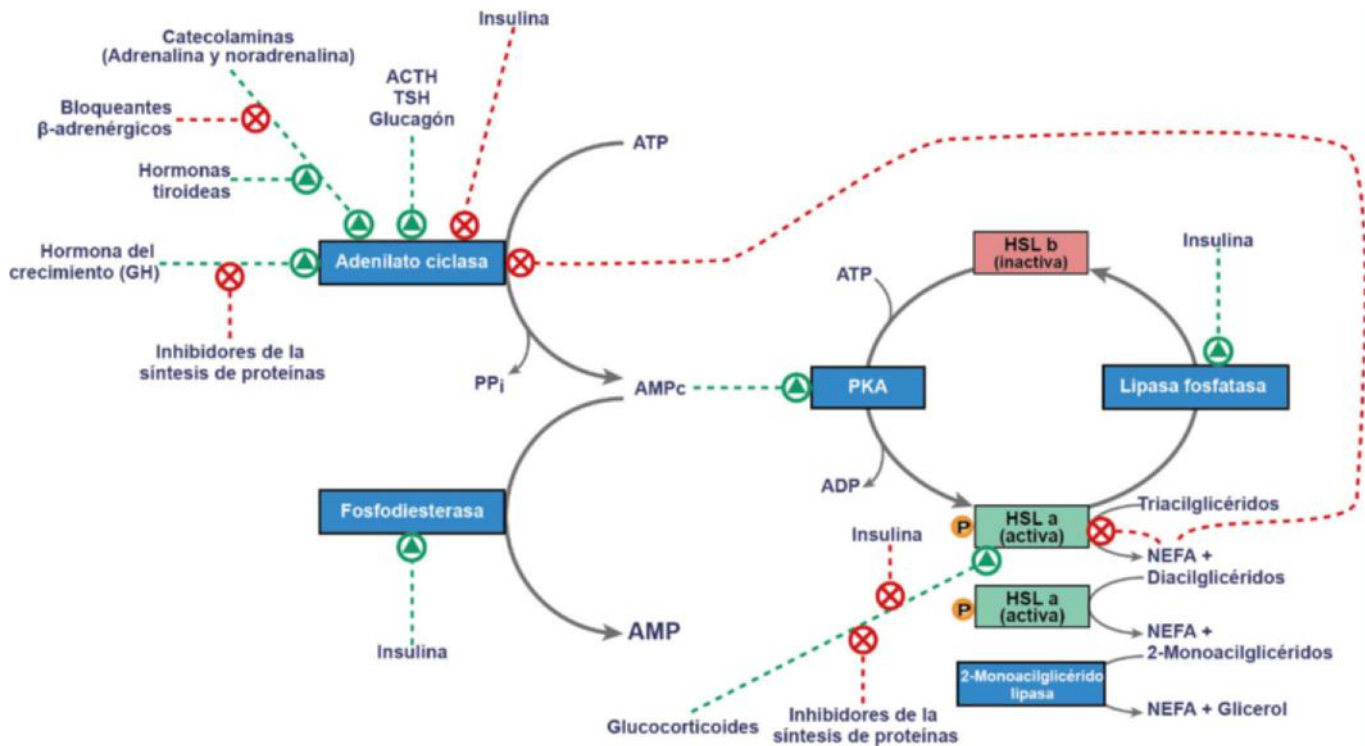 Insulina
Catecolaminas
(Adrenalina y noradrenalina)
ACTH
TSH
Glucagón
Bloqueantes
β-adrenérgicos
ATP
Hormonas
tiroideas
Hormona del
crecimiento (GH)
Adenilato ciclasa
HSL b
(inactiva)
Insulina
ATP
Inhibidores de la
síntesis de proteínas
PPi
AMPc
PKA
Lipasa fosfatasa
ADP
Fosfodiesterasa
P
HSL a
(activa)
Triacilglicéridos
Insulina
NEFA +
Diacilglicéridos
P
HSL a
(activa)
AMP
NEFA +
2-Monoacilglicéridos
Insulina
2-Monoacilglicérido
lipasa
NEFA + Glicerol
Glucocorticoides
Inhibidores de la
síntesis de proteínas